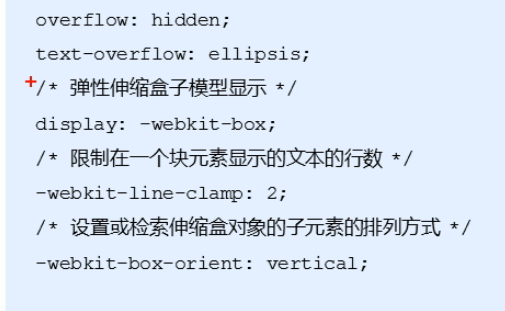 overflow: hidden;
text-overflow: ellipsis;
/* 弹性伸缩盒子模型显示 */
display: -webkit-box;
/* 限制在一个块元素显示的文本的行数 */
-webkit-line-clamp: 2;
/* 设置或检索伸缩盒对象的子元素的排列方式 */
-webkit-box-orient: vertical;